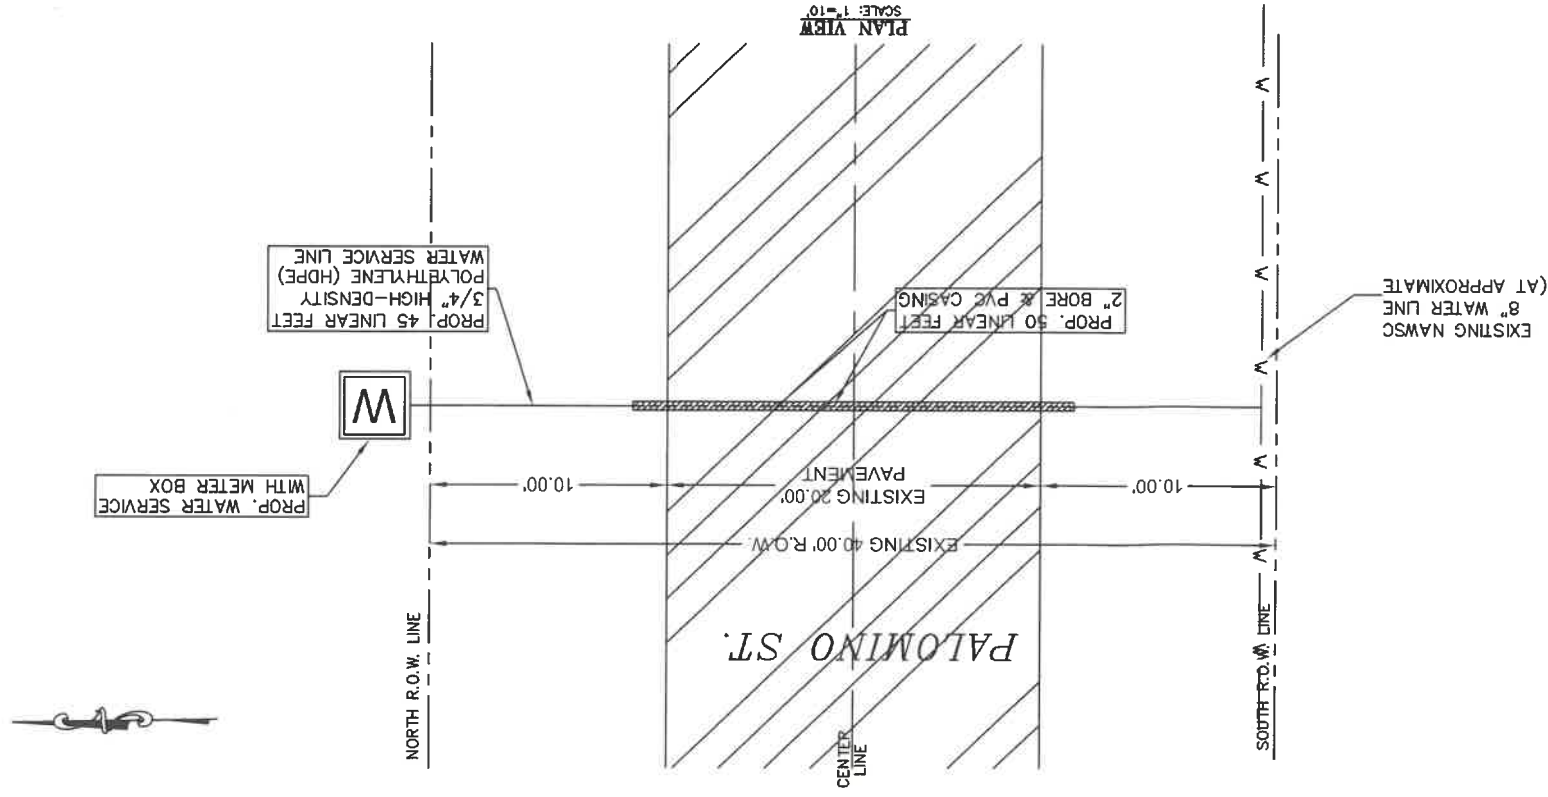 PLAN VIEW
SCALE: 1"=10'
PROP. 45 LINEAR FEET
3/4" HIGH-DENSITY
POLYETHYLENE (HDPE)
WATER SERVICE LINE
PROP. 50 LINEAR FEET
2" BORE & PVC CASING
EXISTING NAWSC
8" WATER LINE
(AT APPROXIMATE
W
W
W
W
W
W
W
W
PROP. WATER SERVICE
WITH METER BOX
10.00'
EXISTING 20.00'
PAVEMENT
10.00'
EXISTING 40.00' R.O.W.
PALOMINO ST.
NORTH R.O.W. LINE
CENTER
LINE
SOUTH R.O.W. LINE